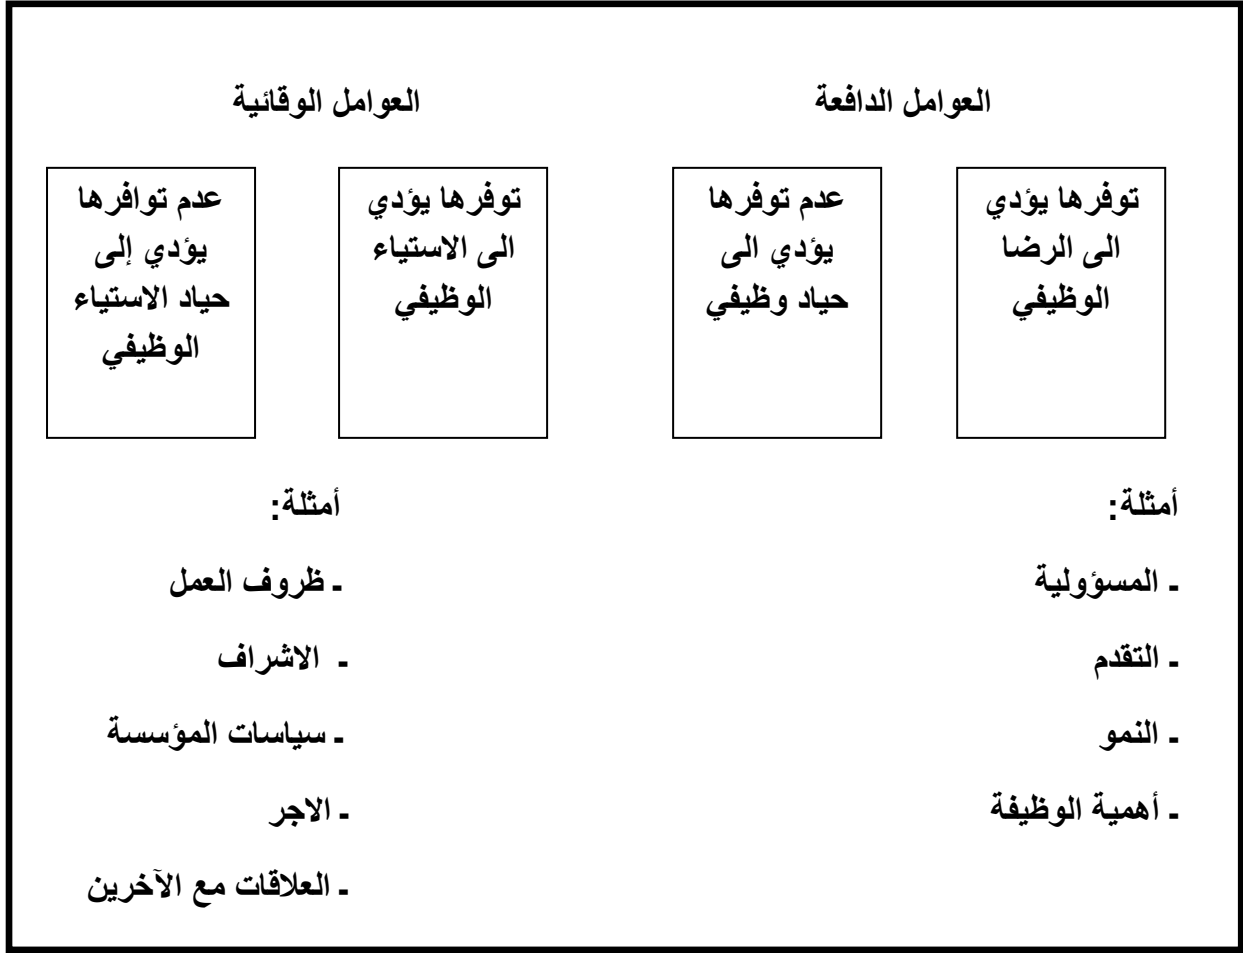 العوامل الدافعة
العوامل الوقائية
توفرها يؤدي
الى الرضا
الوظيفي
عدم توفرها
يؤدي الى
حياد وظيفي
توفرها يؤدي
الى الاستياء
الوظيفي
عدم توافرها
يؤدي إلى
حياد الاستياء
الوظيفي
أمثلة:
- المسؤولية
- التقدم
- النمو
- أهمية الوظيفة
أمثلة:
- ظروف العمل
- الاشراف
- سياسات المؤسسة
- الاجر
- العلاقات مع الآخرين